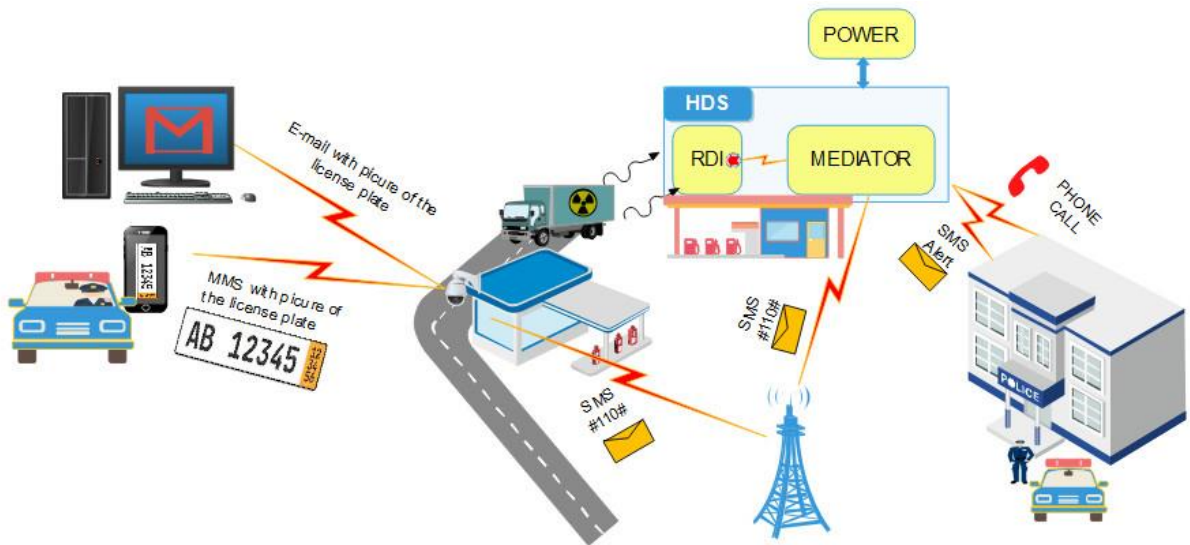 POWER
HDS
RDI
MEDIATOR
PHONE
CALL
SMS
Alert
E-mail with picure of the
license plate
AB 12345
MMS with picure of
the license plate
AB 12345
SMS
#110#
SMS
#110#
POLICE